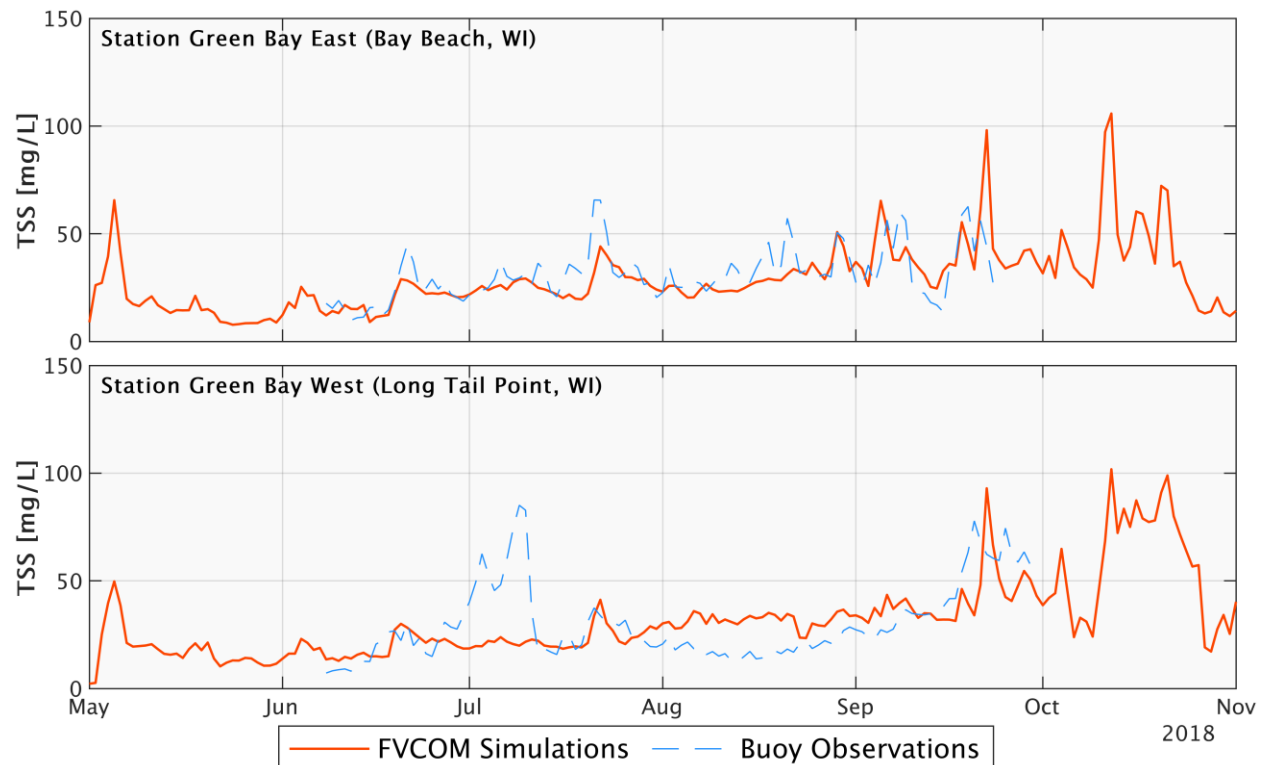 150
Station Green Bay East (Bay Beach, WI)
100
TSS [mg/L]
50
0
150
Station Green Bay West (Long Tail Point, WI)
100
TSS [mg/L]
50
0
May Jun Jul Aug Sep Oct Nov
2018
FVCOM Simulations Buoy Observations